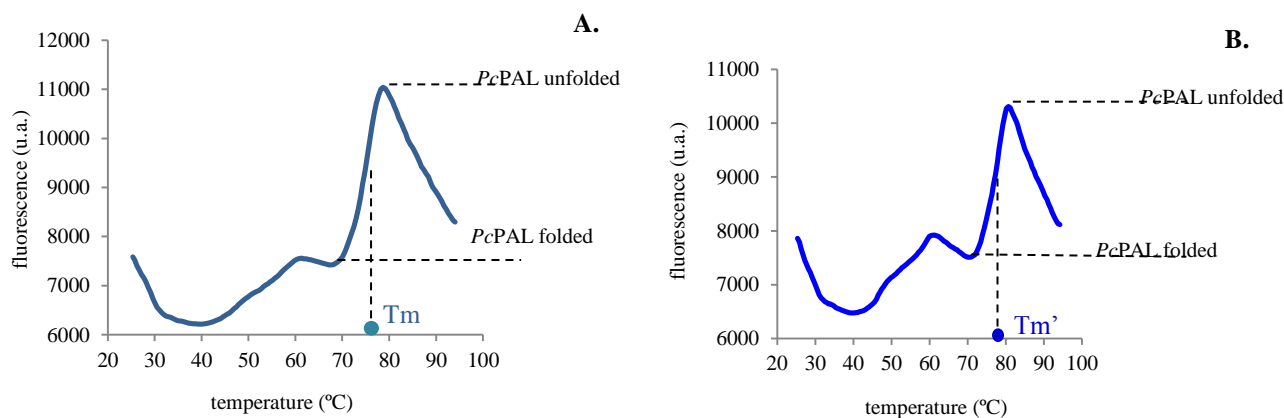 A.
12000
11000
10000
9000
8000
7000
6000
fluorescence (u.a.)
PcPAL unfolded
PcPAL folded
Tm
20 30 40 50 60 70 80 90 100
temperature (ºC)
B.
11000
10000
9000
8000
7000
6000
fluorescence (u.a.)
PcPAL unfolded
PcPAL folded
Tm’
20 30 40 50 60 70 80 90 100
temperature (ºC)